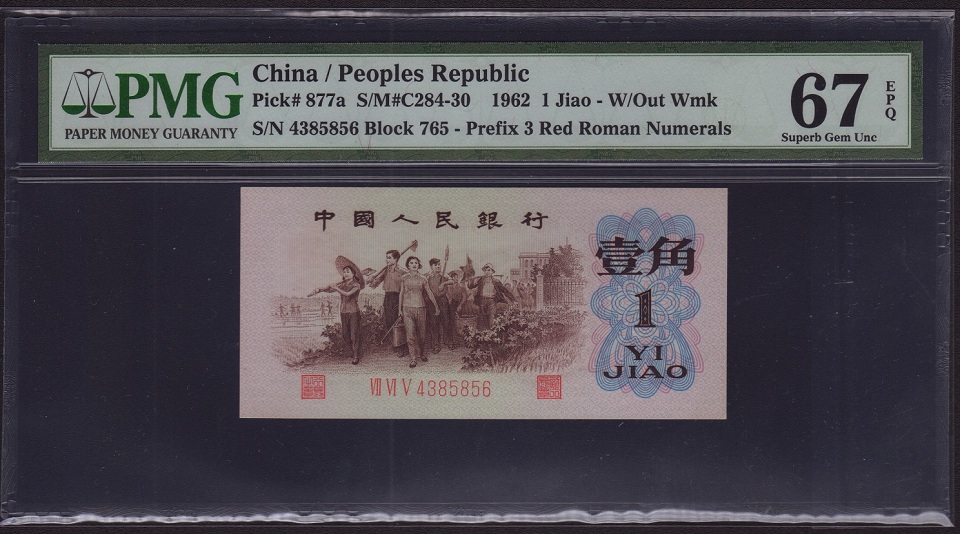 PMG
PAPER MONEY GUARANTY
China / Peoples Republic
Pick# 877a S/M#C284-30 1962 1 Jiao - W/Out Wmk
S/N 4385856 Block 765 - Prefix 3 Red Roman Numerals
67
EPQ
Superb Gem Unc
中國人民銀行
壹角
1
YI
JIAO
VII VI V 4385856